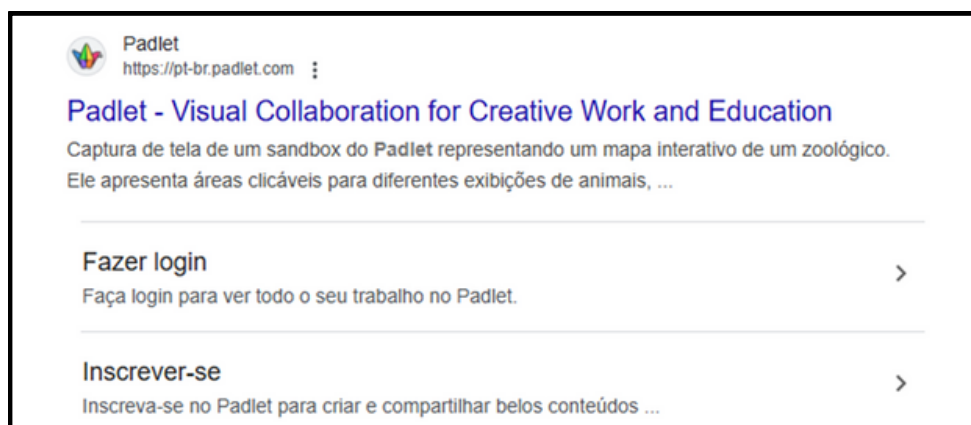 Padlet
https://pt-br.padlet.com
Padlet - Visual Collaboration for Creative Work and Education
Captura de tela de um sandbox do Padlet representando um mapa interativo de um zoológico.
Ele apresenta áreas clicáveis para diferentes exibições de animais, ...
Fazer login
Faça login para ver todo o seu trabalho no Padlet.
Inscrever-se
Inscreva-se no Padlet para criar e compartilhar belos conteúdos ...